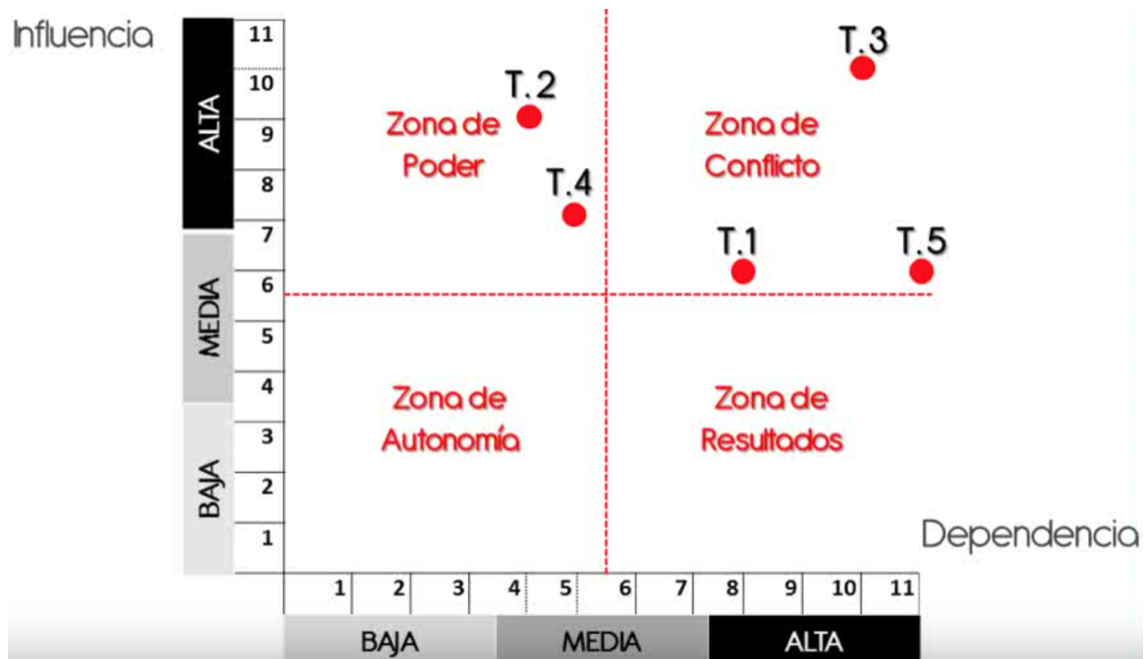 Influencia
ALTA
MEDIA
BAJA
11
10
9
8
7
6
5
4
3
2
1
T.2
T.3
Zona de
Poder
Zona de
Conflicto
T.4
T.1
T.5
Zona de
Autonomía
Zona de
Resultados
Dependencia
1 2 3 4 5 6 7 8 9 10 11
BAJA MEDIA ALTA